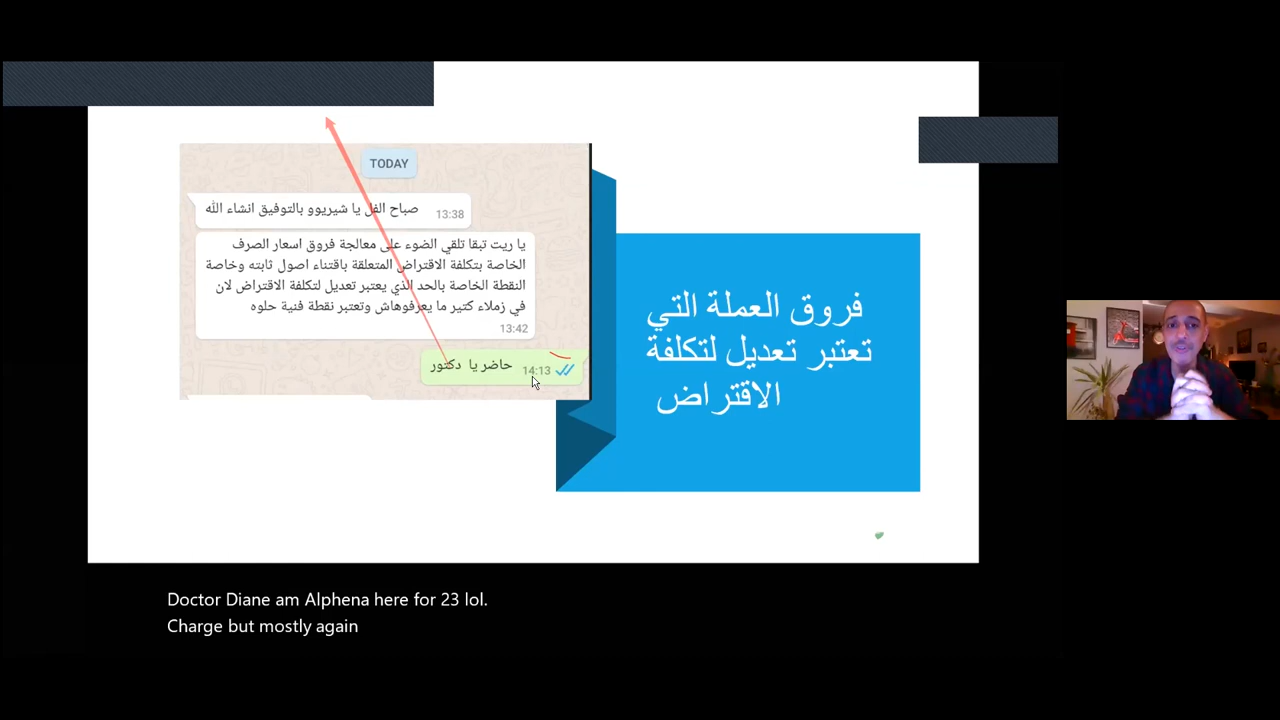 TODAY
صباح الفل يا شيريوو بالتوفيق انشاء الله
13:38
يا ريت تبقا تلقي الضوء على معالجة فروق اسعار الصرف
الخاصة بتكلفة الاقتراض المتعلقة باقتناء اصول ثابته وخاصة
النقطة الخاصة بالحد الذي يعتبر تعديل لتكلفة الاقتراض لان
في زملاء كتير ما يعرفوهاش وتعتبر نقطة فنية حلوه
13:42
حاضر يا دكتور
14:13
فروق العملة التي
تعتبر تعديل لتكلفة
الاقتراض
Doctor Diane am Alphena here for 23 lol.
Charge but mostly again